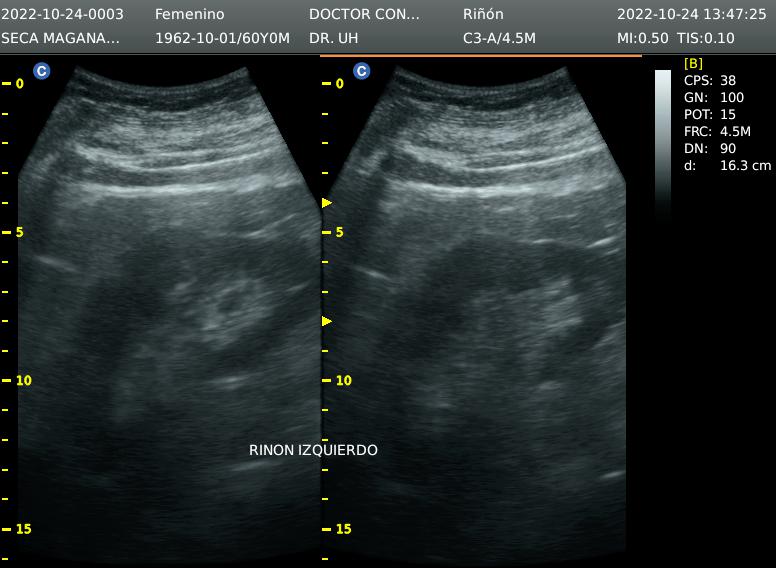 2022-10-24-0003 Femenino DOCTOR CON... Riñón 2022-10-24 13:47:25
SECA MAGANA... 1962-10-01/60Y0M DR. UH C3-A/4.5M MI:0.50 TIS:0.10
C C [B]
0 0 CPS: 38
GN: 100
POT: 15
FRC: 4.5M
DN: 90
d: 16.3 cm
5 5
10 10
RINON IZQUIERDO
15 15